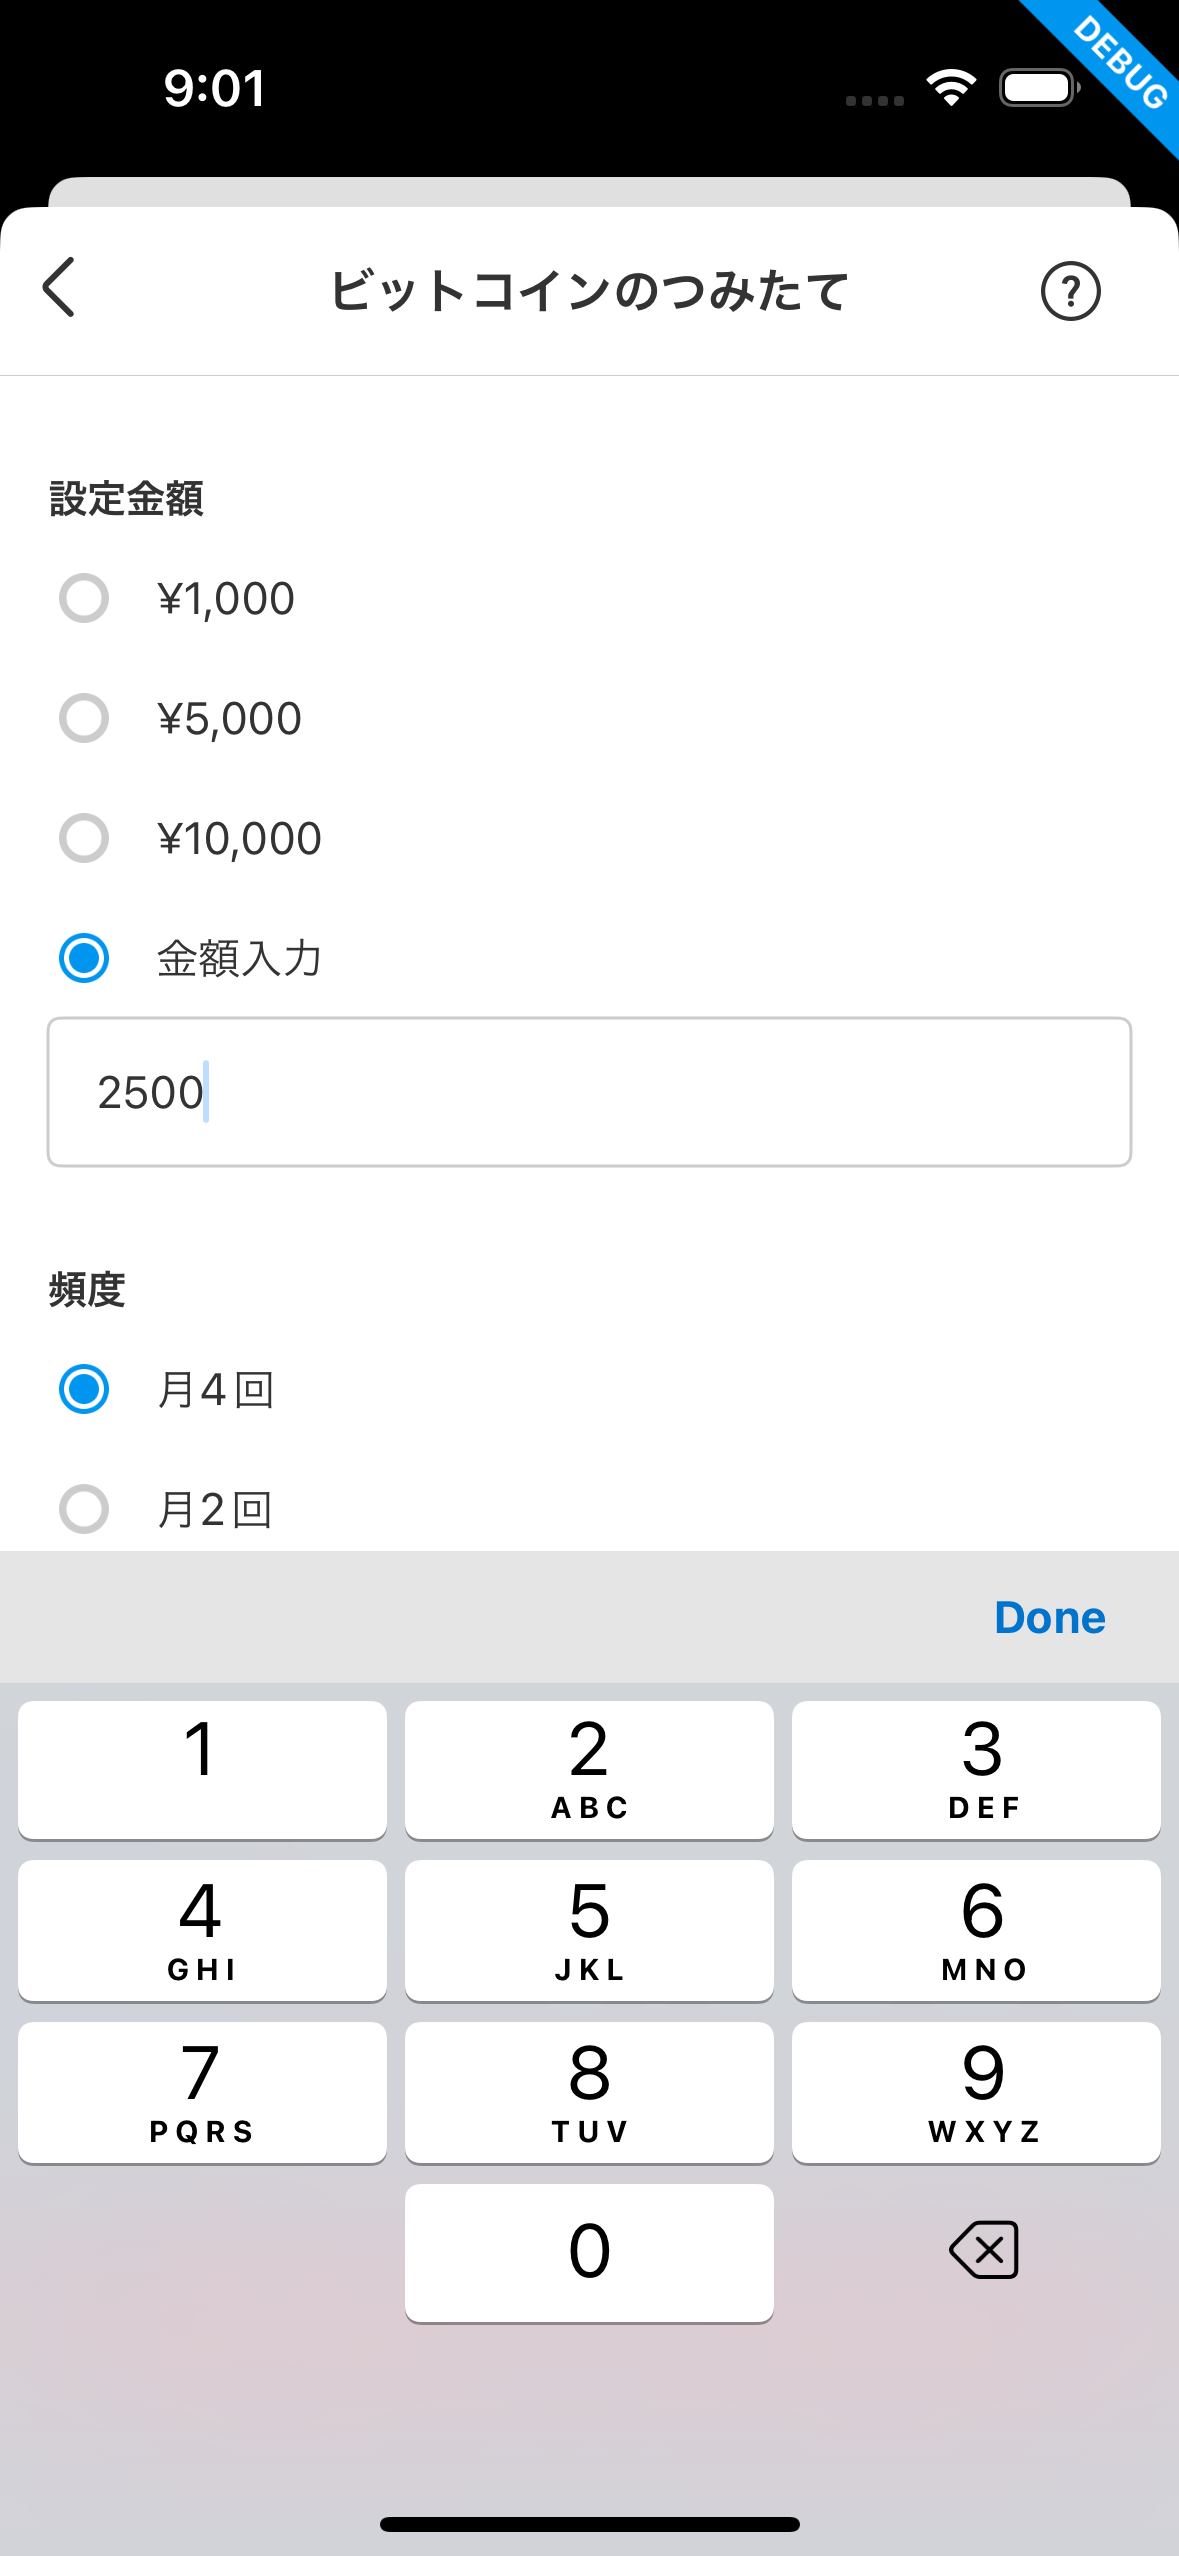 9:01
DEBUG
ビットコインのつみたて
?
設定金額
¥1,000
¥5,000
¥10,000
金額入力
2500
頻度
月4回
月2回
Done
1
2
ABC
3
DEF
4
GHI
5
JKL
6
MNO
7
PQRS
8
TUV
9
WXYZ
0